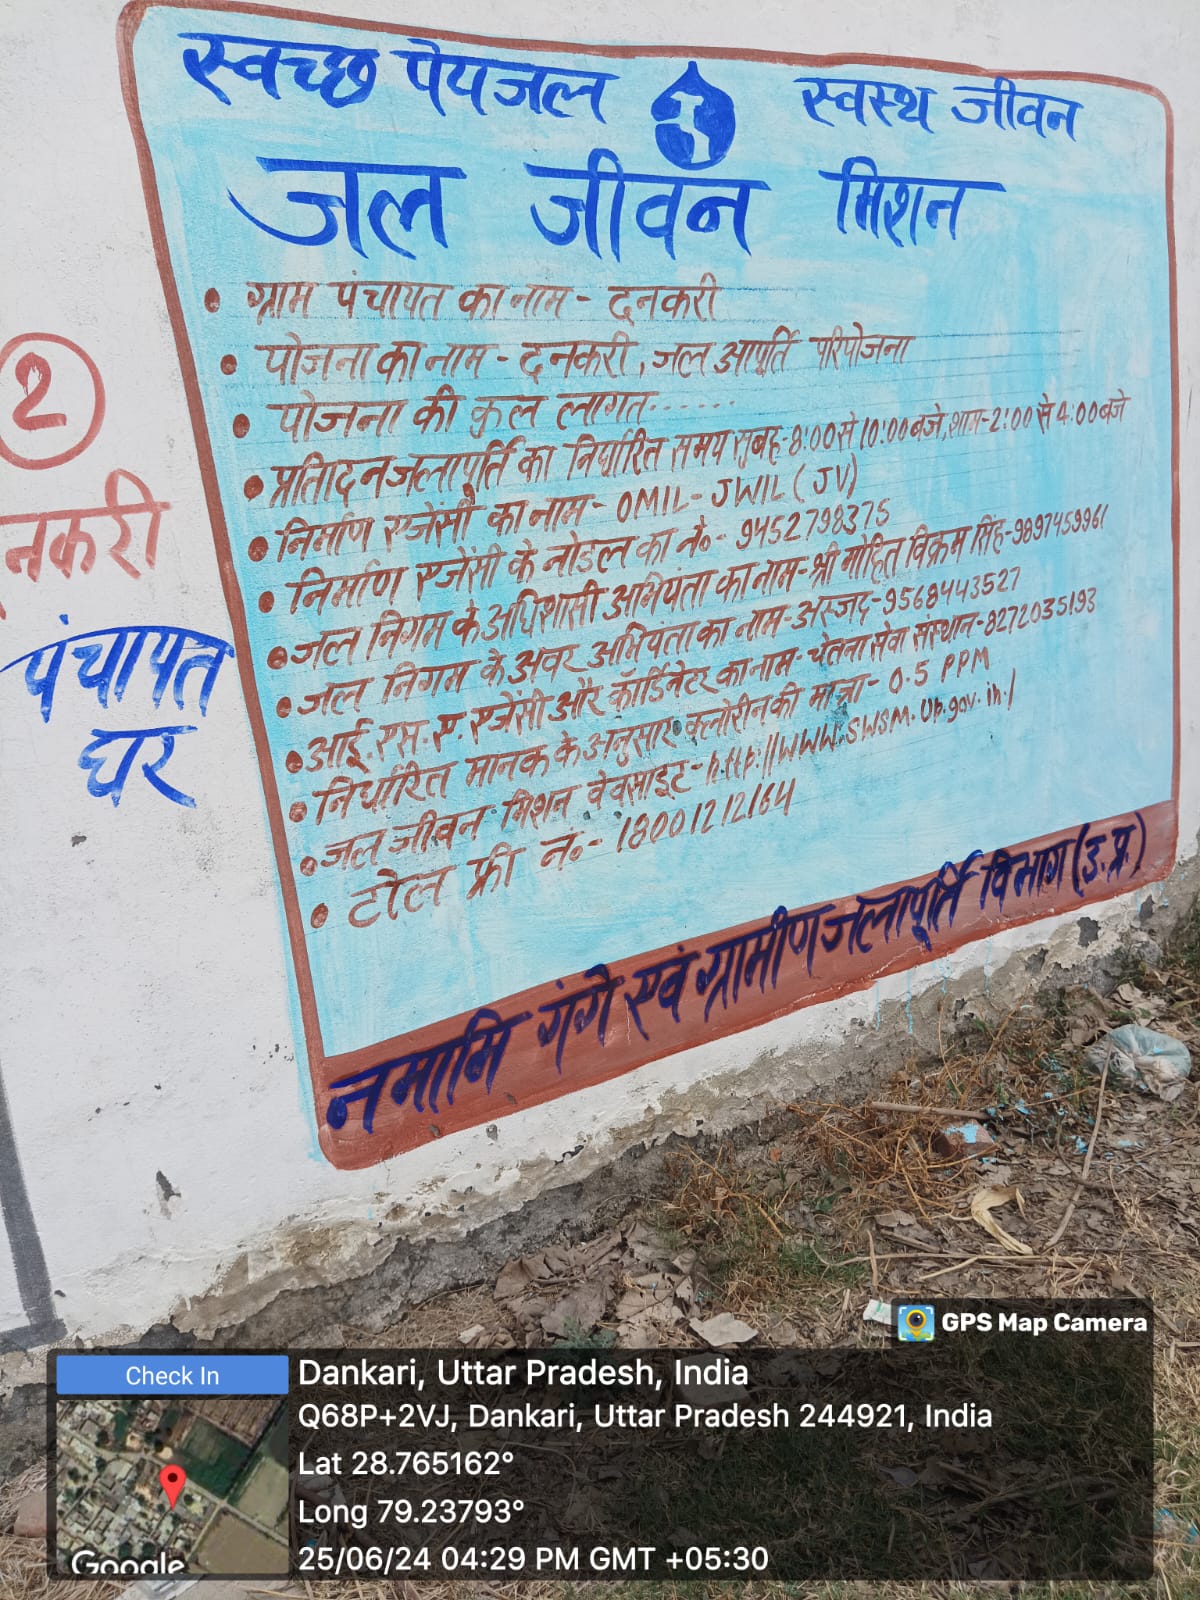 स्वच्छ पेयजल स्वस्थ जीवन
जल जीवन मिशन
• ग्राम पंचायत का नाम - दनकरी
• योजना का नाम - दनकरी, जल आपूर्ति परियोजना
• योजना की कुल लागत......
• प्रतिदिन जलापूर्ति का निर्धारित समय सुबह-8:00 से 10:00 बजे, शाम-2:00 से 4:00 बजे
• निर्माण एजेंसी का नाम - OMIL - JWIL (JV)
• निर्माण एजेंसी के नोडल का नं०- 9452798375
• जल निगम के अधिशासी अभियंता का नाम - श्री मोहित विक्रम सिंह-9897459961
• जल निगम के अवर अभियंता का नाम - अस्जद-9568443527
• आई.एस.ए. एजेंसी और कॉर्डिनेटर का नाम - चेतना सेवा संस्थान-8272035193
• निर्धारित मानक के अनुसार क्लोरीन की मात्रा - 0.5 PPM
• जल जीवन मिशन वेवसाइट - http://www.SWSM.up.gov.in/
• टोल फ्री नं०- 18001212164
नमामि गंगे एवं ग्रामीण जलापूर्ति विभाग (उ.प्र.)
2
नकरी
पंचायत
घर
GPS Map Camera
Check In
Google
Dankari, Uttar Pradesh, India
Q68P+2VJ, Dankari, Uttar Pradesh 244921, India
Lat 28.765162°
Long 79.23793°
25/06/24 04:29 PM GMT +05:30